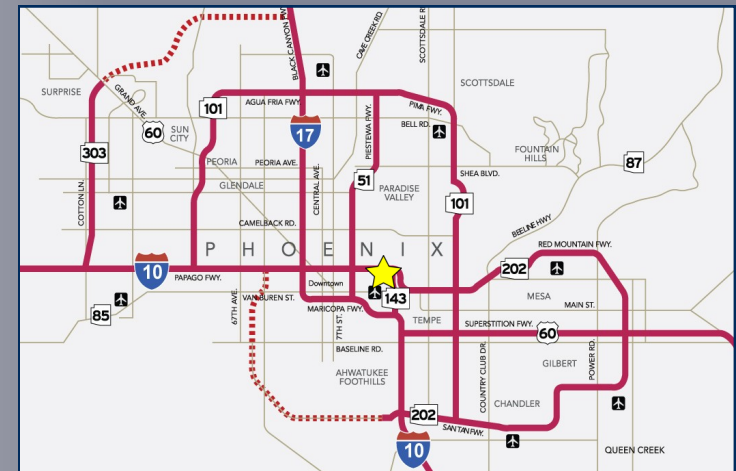 BLACK CANYON
CAVE CREEK RD.
SCOTTSDALE
SURPRISE
GRAND AVE.
SCOTTSDALE
101
AGUA FRIA FWY.
PIMA FWY.
60
SUN
CITY
17
PIESTEWA FWY.
BELL RD.
303
PEORIA
PEORIA AVE.
FOUNTAIN
HILLS
87
COTTON LN.
GLENDALE
CENTRAL AVE.
51
PARADISE
VALLEY
SHEA BLVD.
101
CAMELBACK RD.
BEELINE HWY
PHOENIX
RED MOUNTAIN FWY.
10
PAPAGO FWY.
202
Downtown
85
67TH AVE.
VAN BUREN ST.
143
MESA
MARICOPA FWY.
MAIN ST.
7TH ST.
TEMPE
SUPERSTITION FWY.
60
BASELINE RD.
AHWATUKEE
FOOTHILLS
COUNTRY CLUB DR.
GILBERT
POWER RD.
202
CHANDLER
SANTAN FWY.
10
QUEEN CREEK